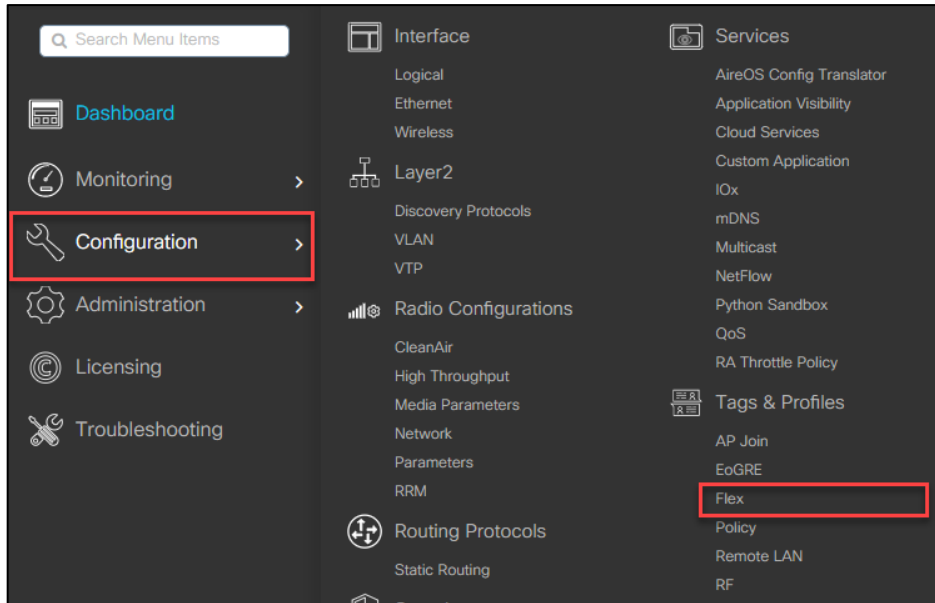 Search Menu Items
Dashboard
Monitoring
Configuration
Administration
Licensing
Troubleshooting
Interface
Logical
Ethernet
Wireless
Layer2
Discovery Protocols
VLAN
VTP
Radio Configurations
CleanAir
High Throughput
Media Parameters
Network
Parameters
RRM
Routing Protocols
Static Routing
Services
AireOS Config Translator
Application Visibility
Cloud Services
Custom Application
IOx
mDNS
Multicast
NetFlow
Python Sandbox
QoS
RA Throttle Policy
Tags & Profiles
AP Join
EoGRE
Flex
Policy
Remote LAN
RF